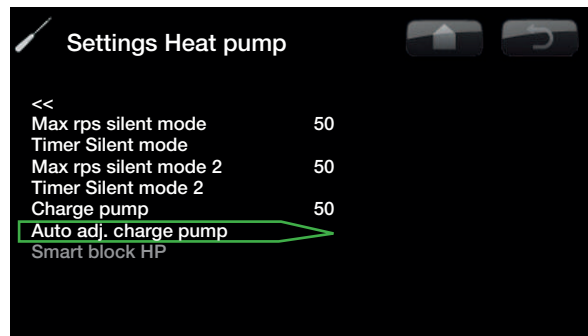 Settings Heat pump
<<
Max rps silent mode 50
Timer Silent mode
Max rps silent mode 2 50
Timer Silent mode 2
Charge pump 50
Auto adj. charge pump
Smart block HP